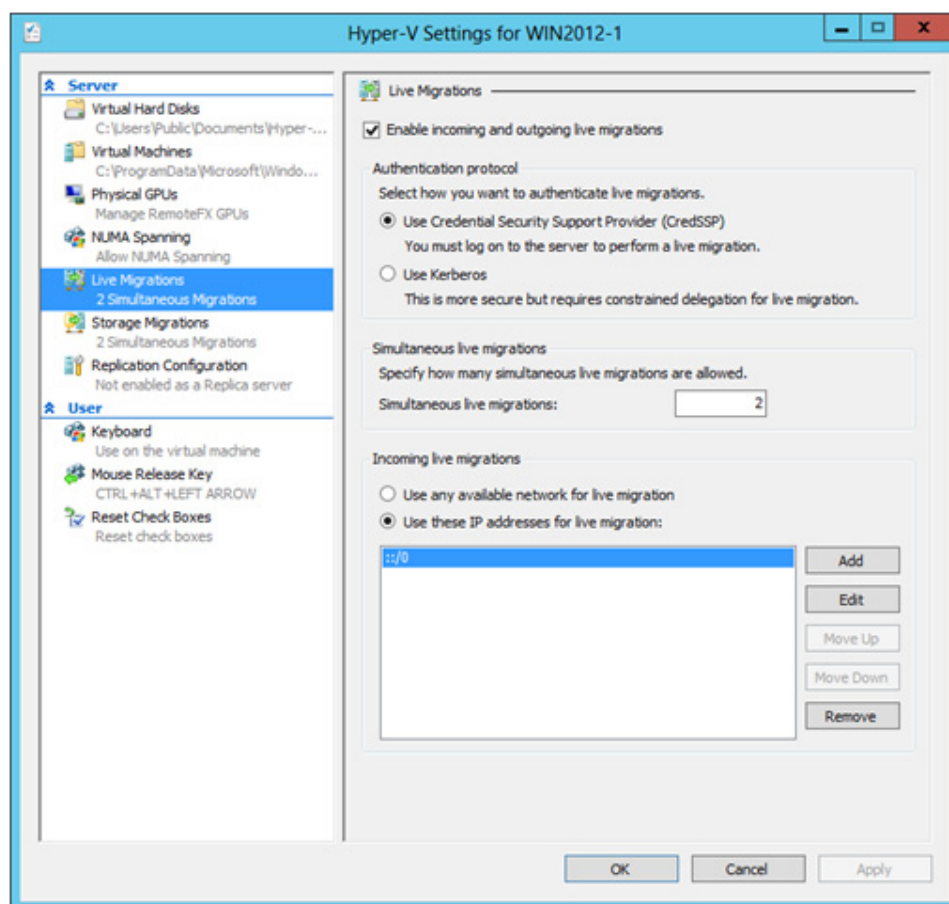 Hyper-V Settings for WIN2012-1
Server
Virtual Hard Disks
C:\Users\Public\Documents\Hyper-...
Virtual Machines
C:\ProgramData\Microsoft\Windo...
Physical GPUs
Manage RemoteFX GPUs
NUMA Spanning
Allow NUMA Spanning
Live Migrations
2 Simultaneous Migrations
Storage Migrations
2 Simultaneous Migrations
Replication Configuration
Not enabled as a Replica server
User
Keyboard
Use on the virtual machine
Mouse Release Key
CTRL+ALT+LEFT ARROW
Reset Check Boxes
Reset check boxes
Live Migrations
Enable incoming and outgoing live migrations
Authentication protocol
Select how you want to authenticate live migrations.
Use Credential Security Support Provider (CredSSP)
You must log on to the server to perform a live migration.
Use Kerberos
This is more secure but requires constrained delegation for live migration.
Simultaneous live migrations
Specify how many simultaneous live migrations are allowed.
Simultaneous live migrations: 2
Incoming live migrations
Use any available network for live migration
Use these IP addresses for live migration:
::/0
Add
Edit
Move Up
Move Down
Remove
OK Cancel Apply